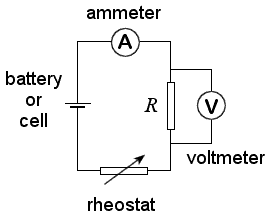 ammeter
A
battery
or
cell
R
V
voltmeter
rheostat